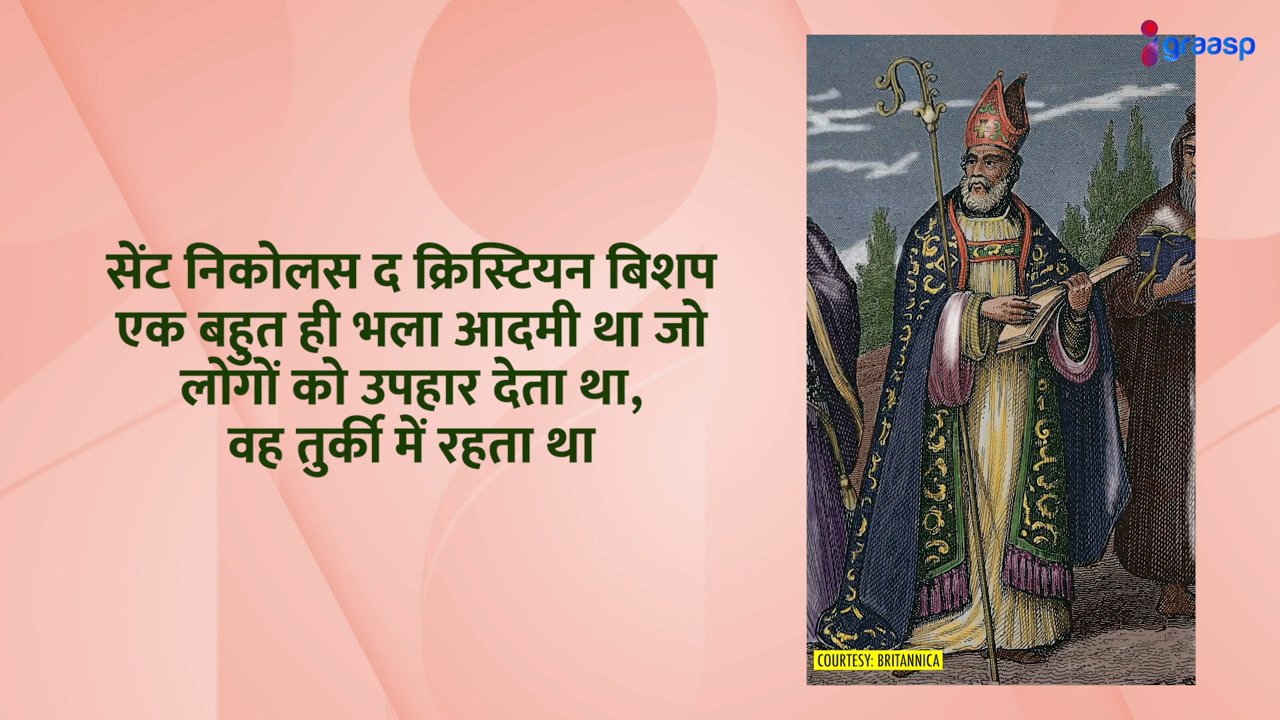 graasp
सेंट निकोलस द क्रिस्टियन बिशप
एक बहुत ही भला आदमी था जो
लोगों को उपहार देता था,
वह तुर्की में रहता था
COURTESY: BRITANNICA